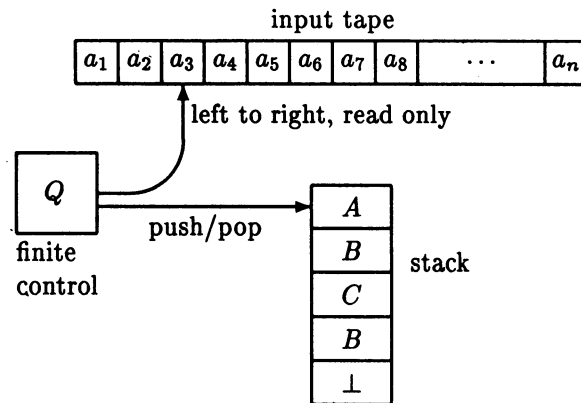 input tape
a₁ a₂ a₃ a₄ a₅ a₆ a₇ a₈ ⋯ aₙ
left to right, read only
Q
push/pop
finite
control
A
B
stack
C
B
⊥